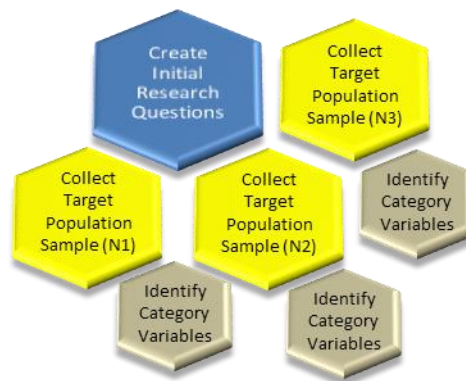 Create
Initial
Research
Questions
Collect
Target
Population
Sample (N3)
Collect
Target
Population
Sample (N1)
Collect
Target
Population
Sample (N2)
Identify
Category
Variables
Identify
Category
Variables
Identify
Category
Variables